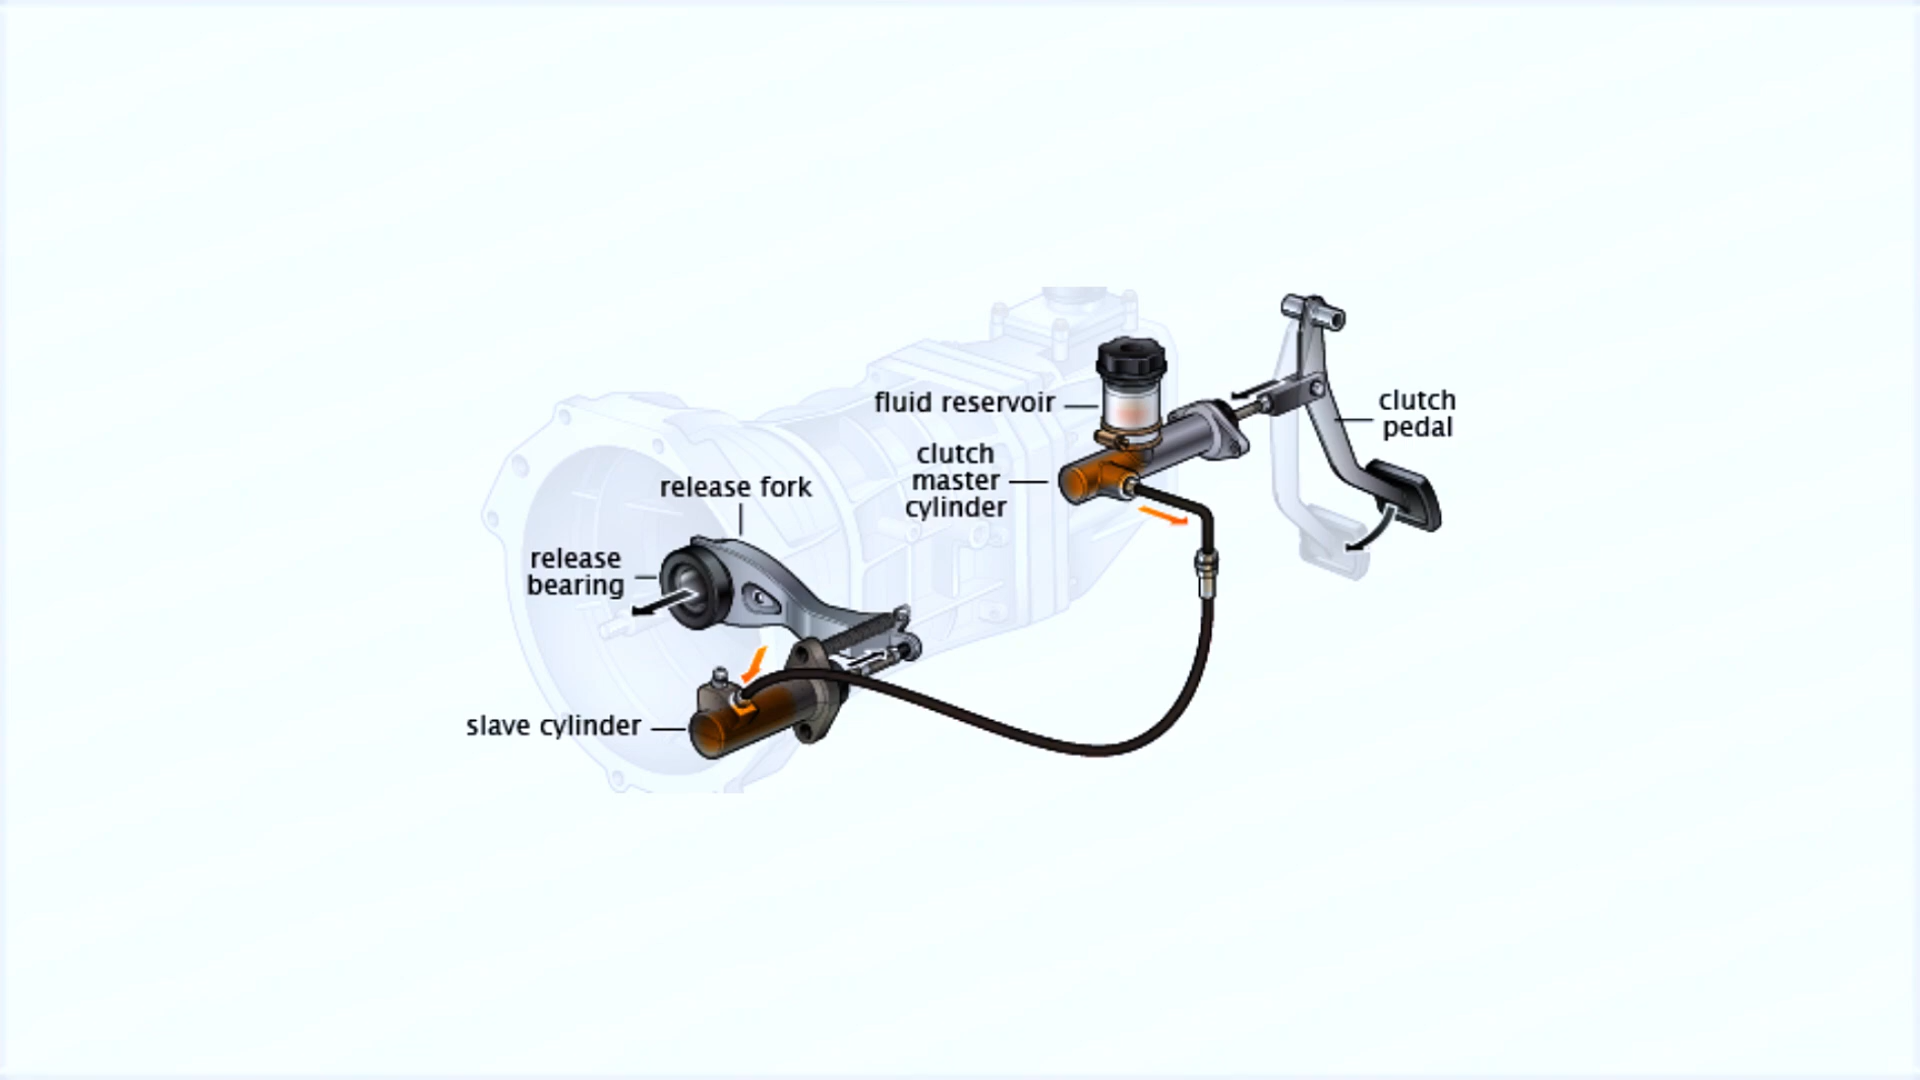 fluid reservoir
clutch
pedal
clutch
master
cylinder
release fork
release
bearing
slave cylinder